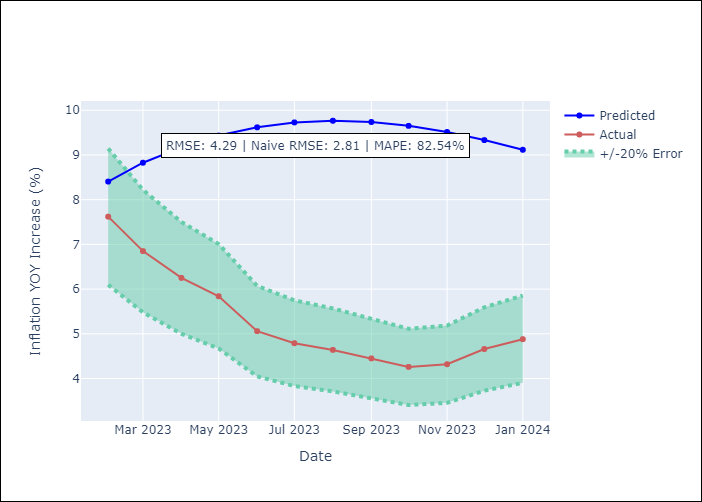 Predicted
Actual
+/-20% Error
RMSE: 4.29 | Naive RMSE: 2.81 | MAPE: 82.54%
Inflation YOY Increase (%)
10
9
8
7
6
5
4
Mar 2023
May 2023
Jul 2023
Sep 2023
Nov 2023
Jan 2024
Date